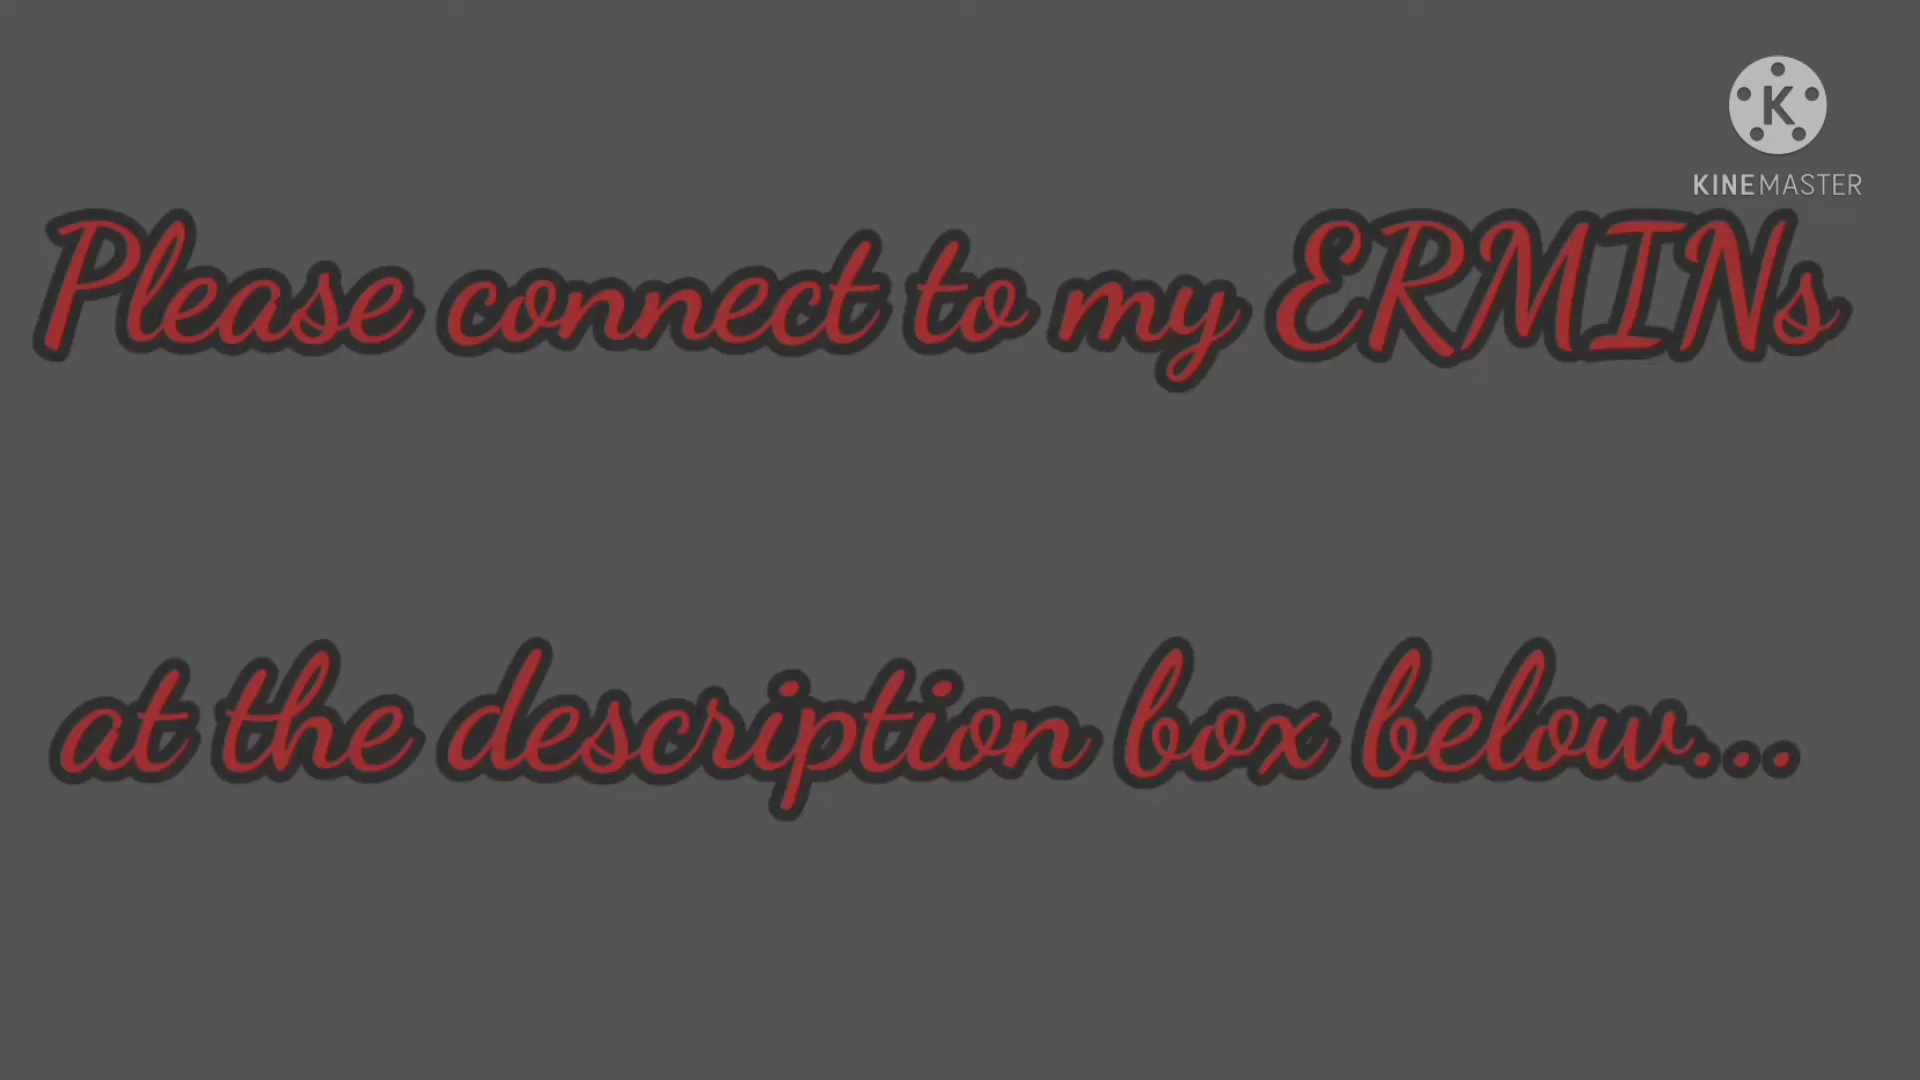 K
KINEMASTER
Please connect to my ERMINs
at the description box below...